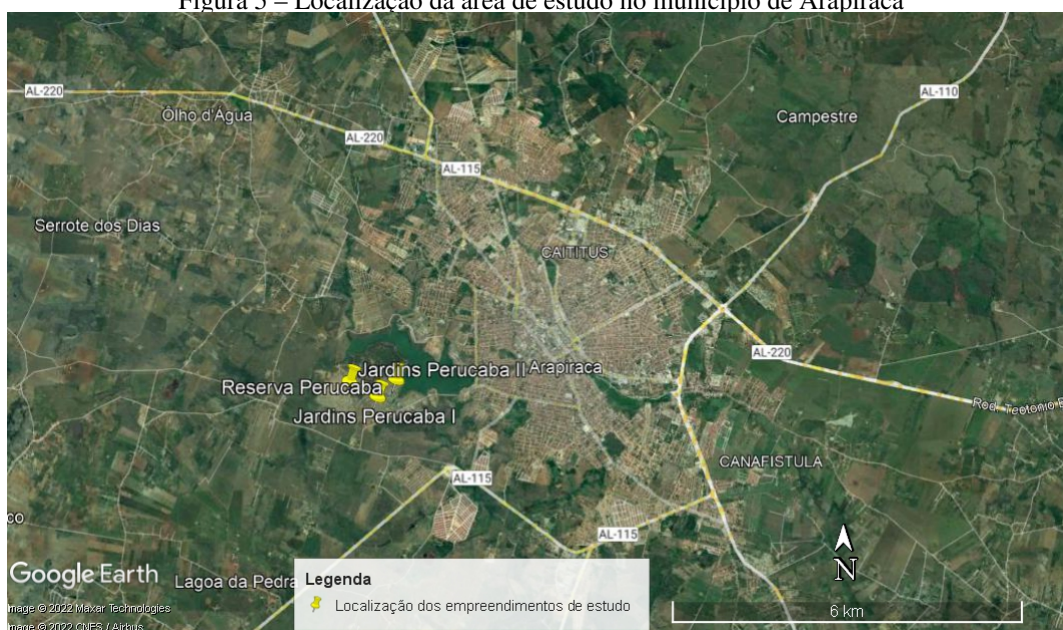 Figura 5 – Localização da área de estudo no município de Arapiraca
AL-220
AL-110
Olho d'Água
Campestre
AL-220
AL-115
Serrote dos Dias
CAITITUS
AL-220
Jardins Perucaba II
Arapiraca
Reserva Perucaba
Rod. Teotônio
Jardins Perucaba I
CANAFISTULA
AL-115
co
AL-115
N
Google Earth
Lagoa da Pedra
Legenda
Localização dos empreendimentos de estudo
6 km
Image © 2022 Maxar Technologies
Image © 2022 CNES / Airbus